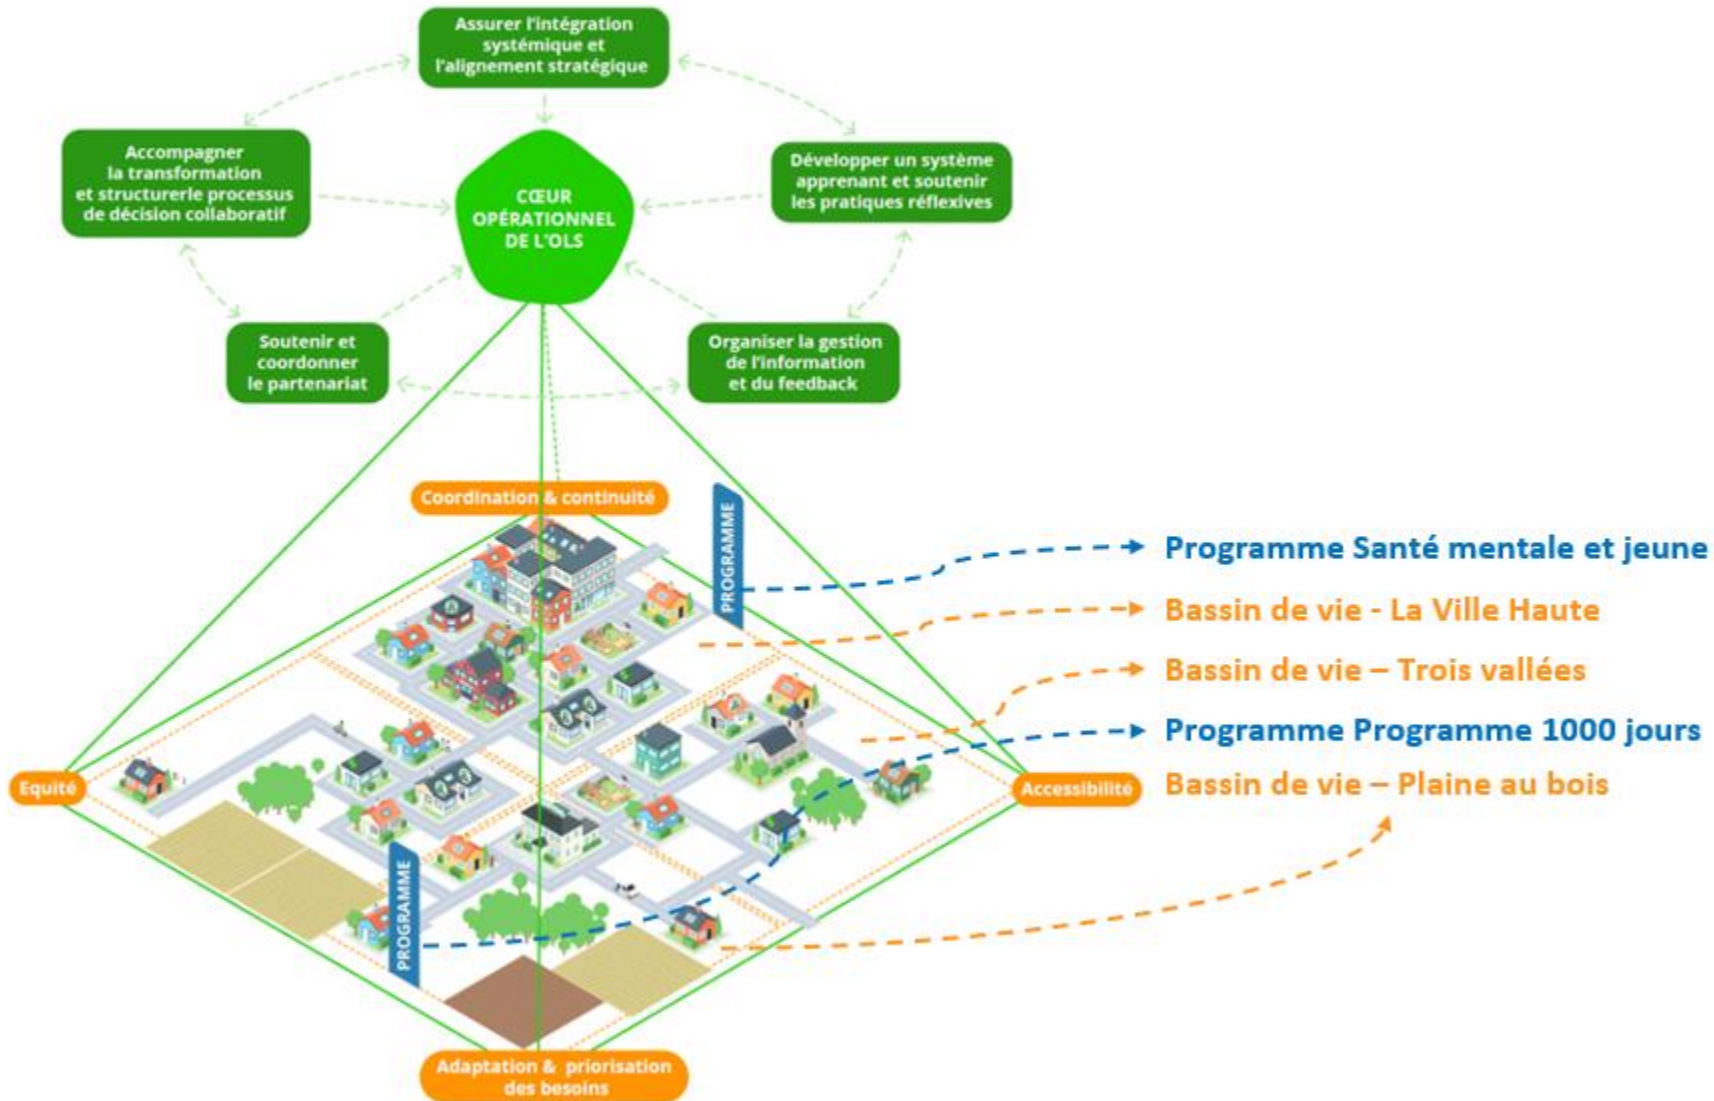 Assurer l'intégration
systémique et
l'alignement stratégique
Accompagner
la transformation
et structurerle processus
de décision collaboratif
CŒUR
OPÉRATIONNEL
DE L'OLS
Développer un système
apprenant et soutenir
les pratiques réflexives
Soutenir et
coordonner
le partenariat
Organiser la gestion
de l'information
et du feedback
Coordination & continuité
PROGRAMME
Programme Santé mentale et jeune
Bassin de vie - La Ville Haute
Bassin de vie – Trois vallées
Programme Programme 1000 jours
Equité
Accessibilité
Bassin de vie – Plaine au bois
PROGRAMME
Adaptation & priorisation
des besoins